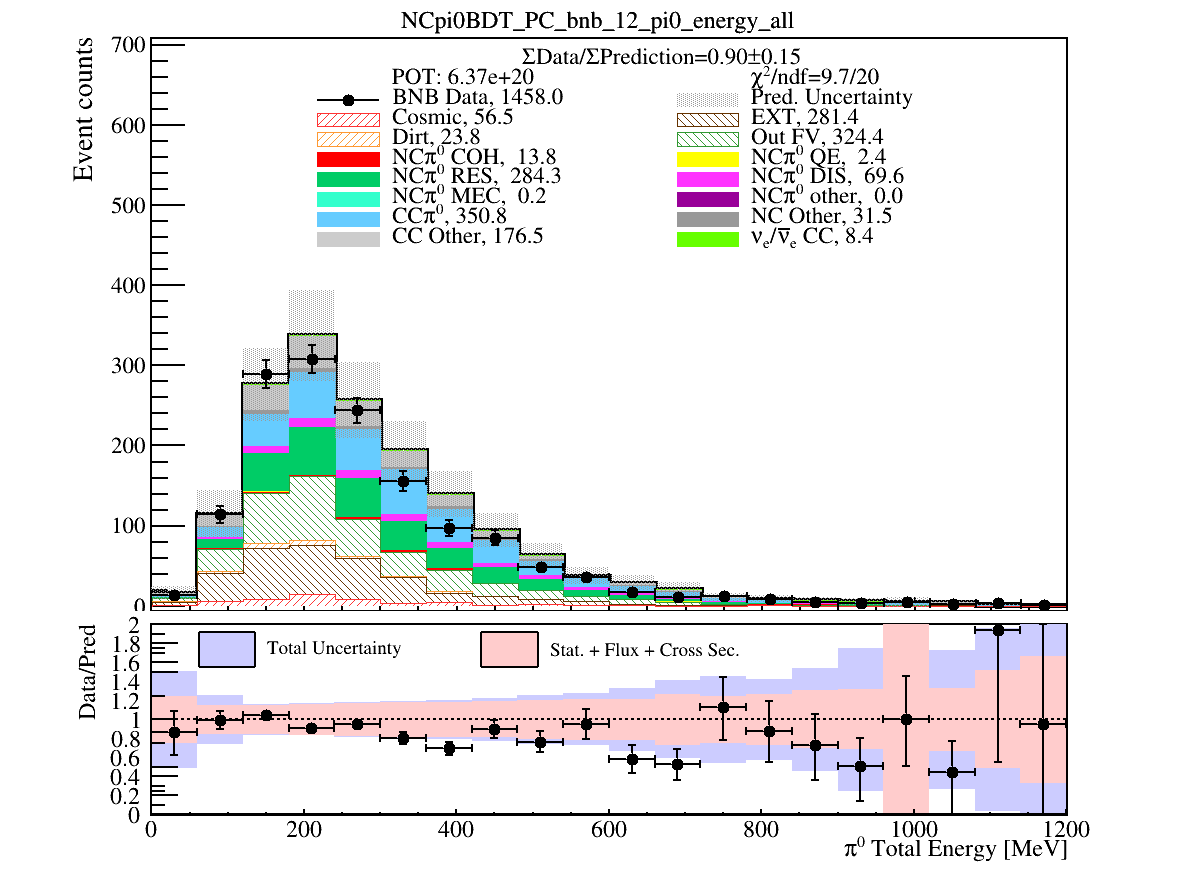 NCpi0BDT_PC_bnb_12_pi0_energy_all
ΣData/ΣPrediction=0.90±0.15
POT: 6.37e+20
χ²/ndf=9.7/20
BNB Data, 1458.0
Pred. Uncertainty
Cosmic, 56.5
EXT, 281.4
Dirt, 23.8
Out FV, 324.4
NCπ⁰ COH, 13.8
NCπ⁰ QE, 2.4
NCπ⁰ RES, 284.3
NCπ⁰ DIS, 69.6
NCπ⁰ MEC, 0.2
NCπ⁰ other, 0.0
CCπ⁰, 350.8
NC Other, 31.5
CC Other, 176.5
νₑ/ν̅ₑ CC, 8.4
Event counts
700
600
500
400
300
200
100
0
Total Uncertainty
Stat. + Flux + Cross Sec.
Data/Pred
2
1.8
1.6
1.4
1.2
1
0.8
0.6
0.4
0.2
0
0 200 400 600 800 1000 1200
π⁰ Total Energy [MeV]